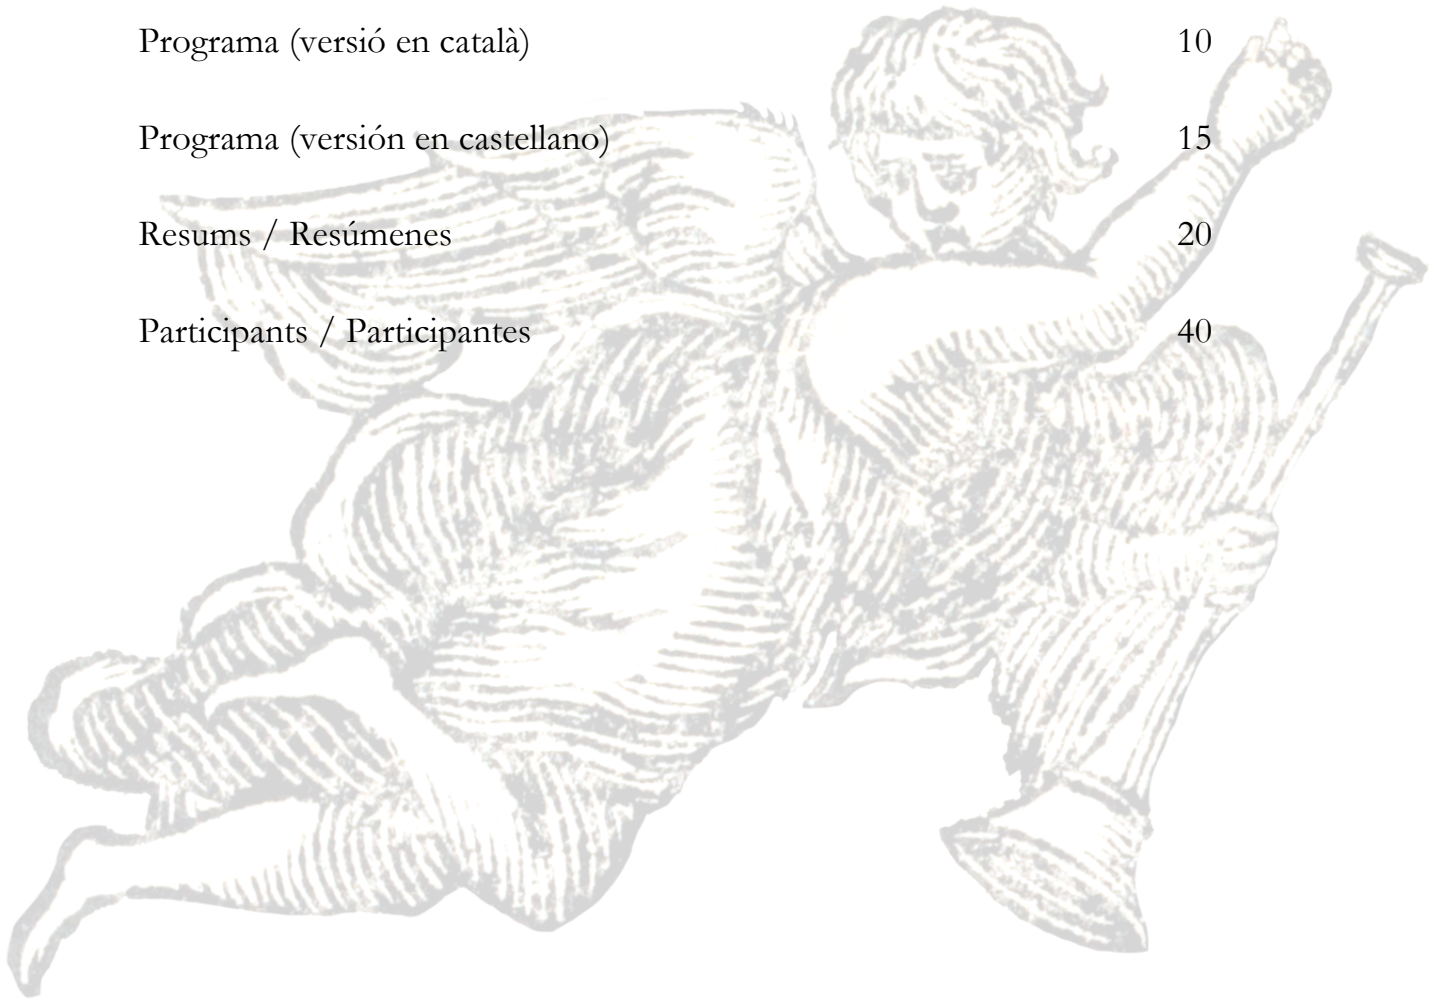 Programa (versió en català) 10
Programa (versión en castellano) 15
Resums / Resúmenes 20
Participants / Participantes 40